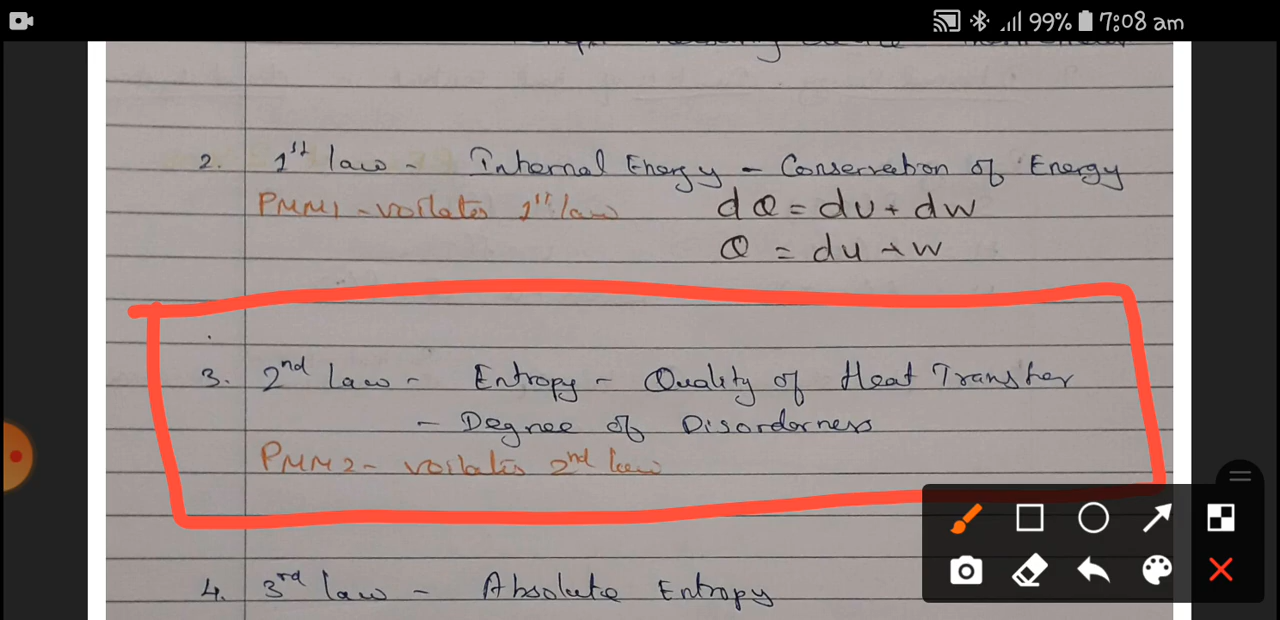 99% 7:08 am
2. 1st law - Internal Energy - Conservation of Energy
PMM1 - voilates 1st law dQ = du + dw
Q = du + w
3. 2nd law - Entropy - Quality of Heat Transfer
- Degree of Disorderness
PMM2 - voilates 2nd law
4. 3rd law - Absolute Entropy